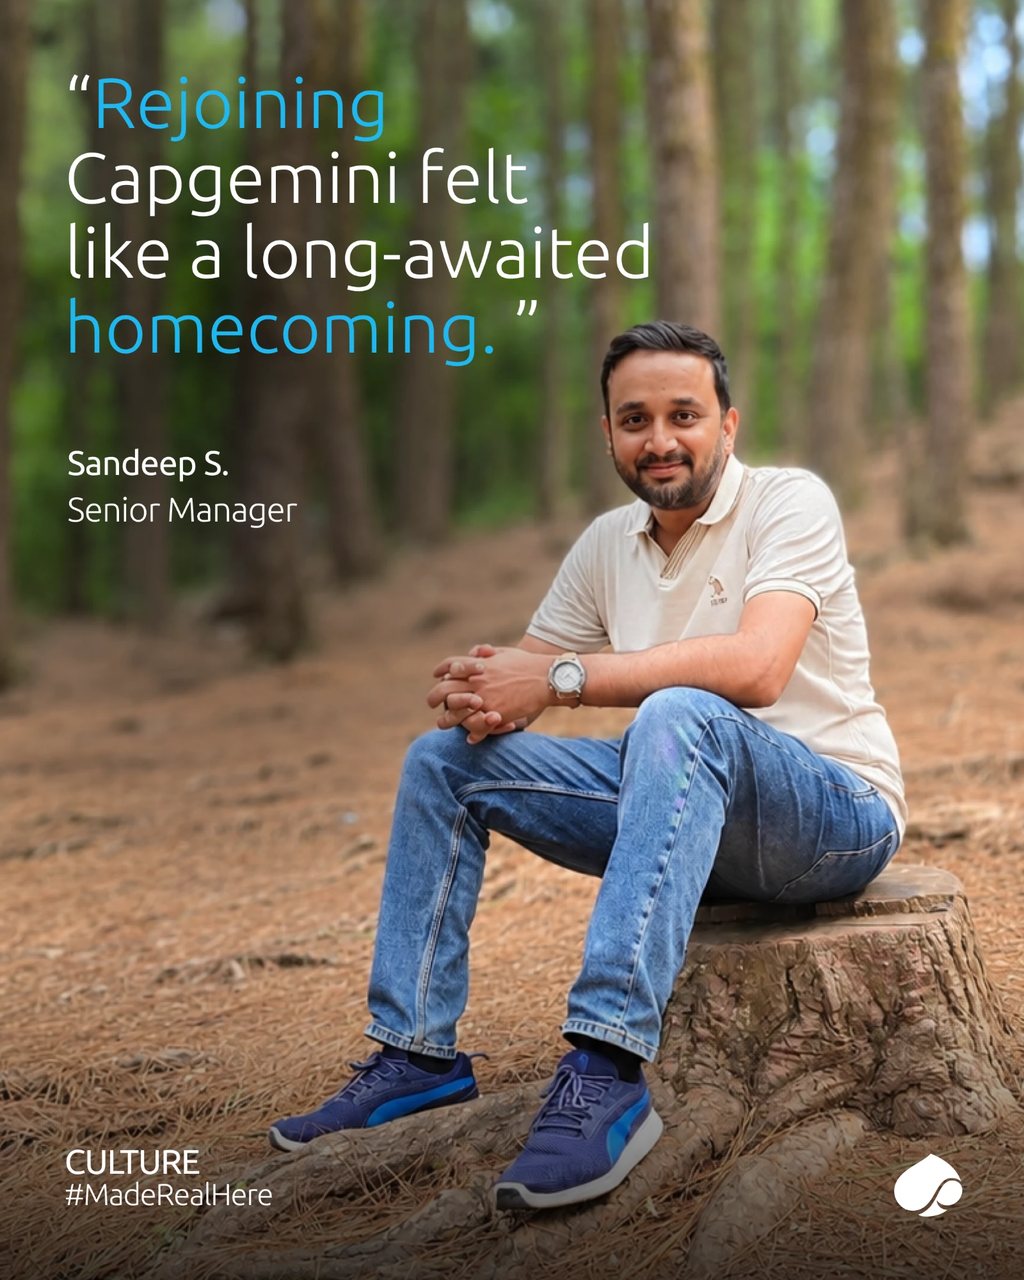 “Rejoining
Capgemini felt
like a long-awaited
homecoming. ”
Sandeep S.
Senior Manager
CULTURE
#MadeRealHere